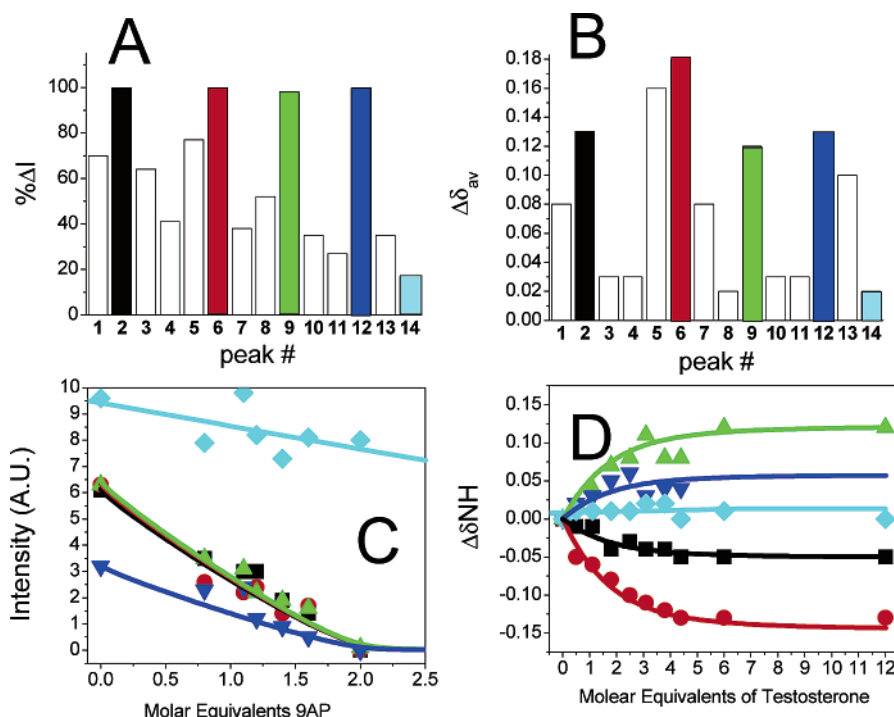 A
%ΔI
100
80
60
40
20
0
1 2 3 4 5 6 7 8 9 10 11 12 13 14
peak #
B
Δδav
0.18
0.16
0.14
0.12
0.10
0.08
0.06
0.04
0.02
0.00
1 2 3 4 5 6 7 8 9 10 11 12 13 14
peak #
C
Intensity (A.U.)
10
9
8
7
6
5
4
3
2
1
0
0.0 0.5 1.0 1.5 2.0 2.5
Molar Equivalents 9AP
D
ΔδNH
0.15
0.10
0.05
0.00
-0.05
-0.10
-0.15
0 1 2 3 4 5 6 7 8 9 10 11 12
Molear Equivalents of Testosterone